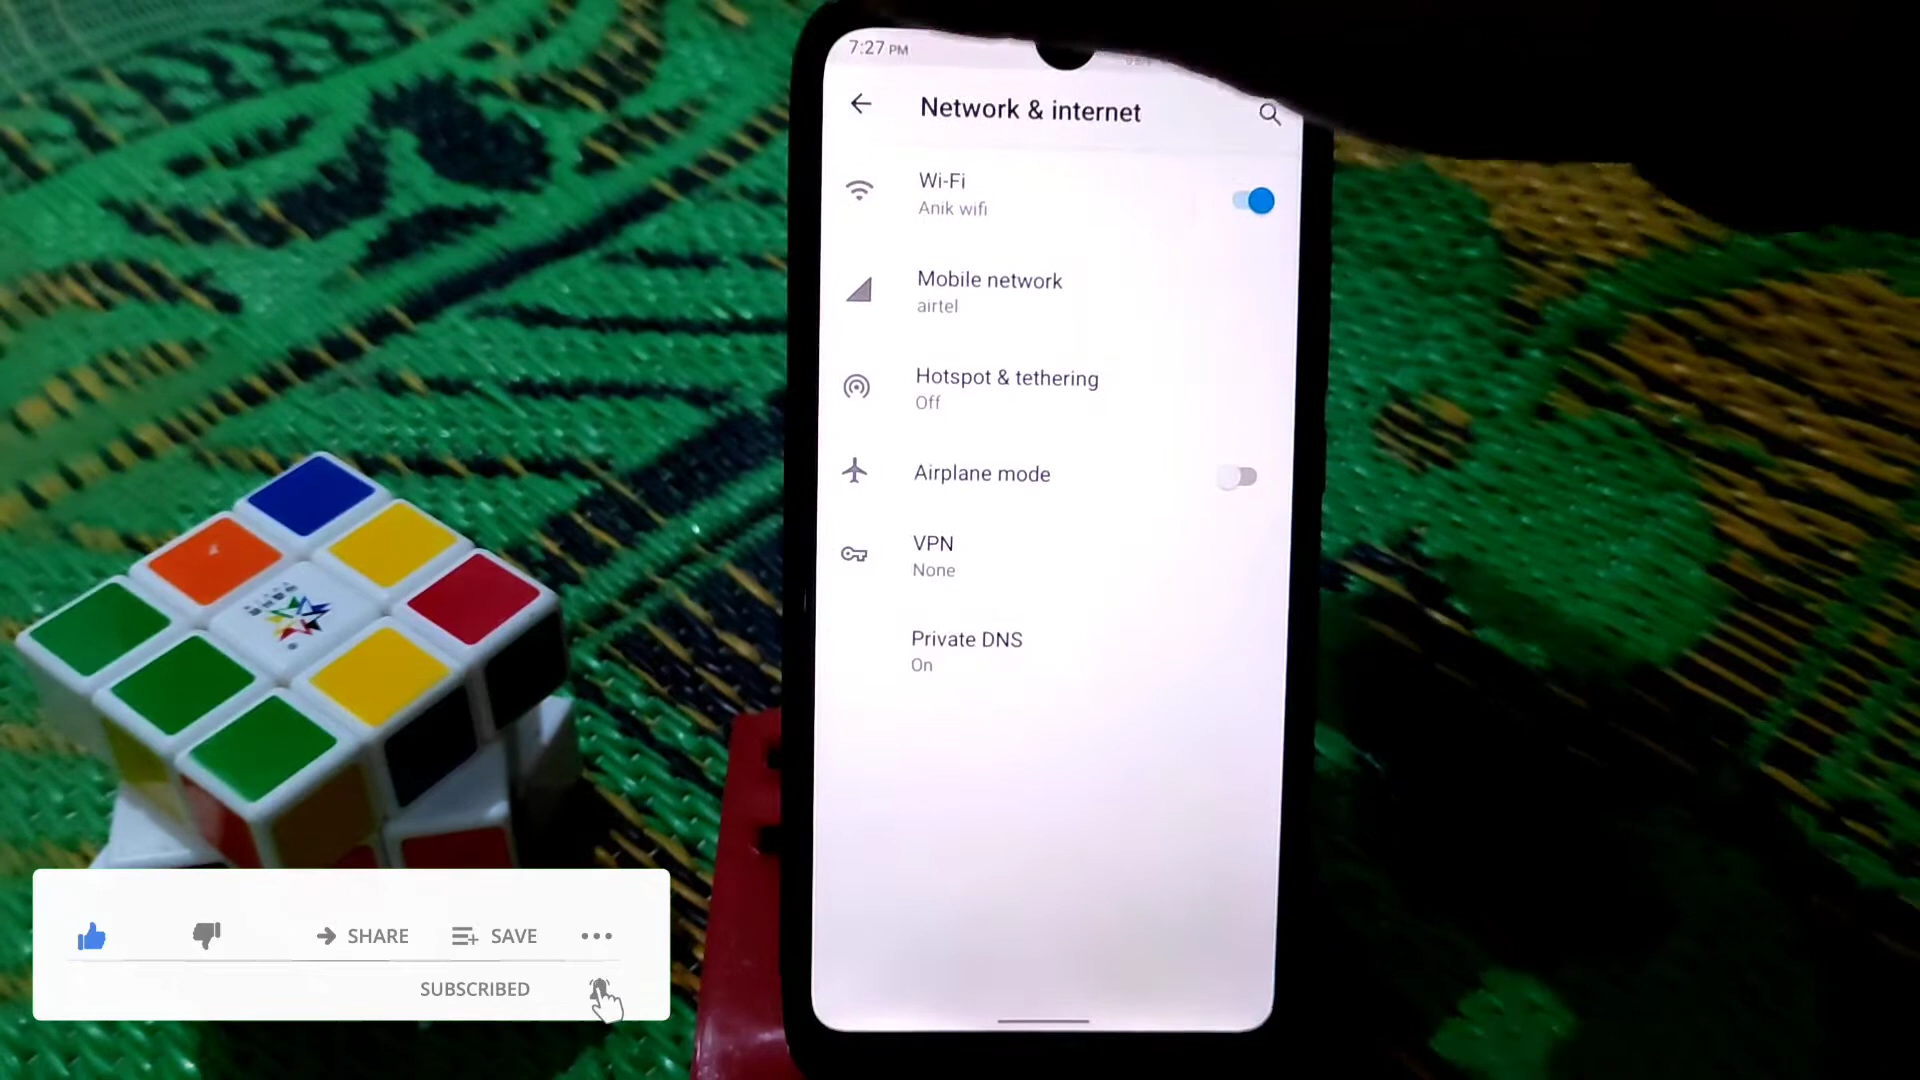 7:27 PM
Network & internet
Wi-Fi
Anik wifi
Mobile network
airtel
Hotspot & tethering
Off
Airplane mode
VPN
None
Private DNS
On
SHARE
SAVE
SUBSCRIBED